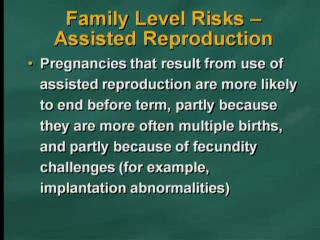 Family Level Risks –
Assisted Reproduction
• Pregnancies that result from use of
assisted reproduction are more likely
to end before term, partly because
they are more often multiple births,
and partly because of fecundity
challenges (for example,
implantation abnormalities)